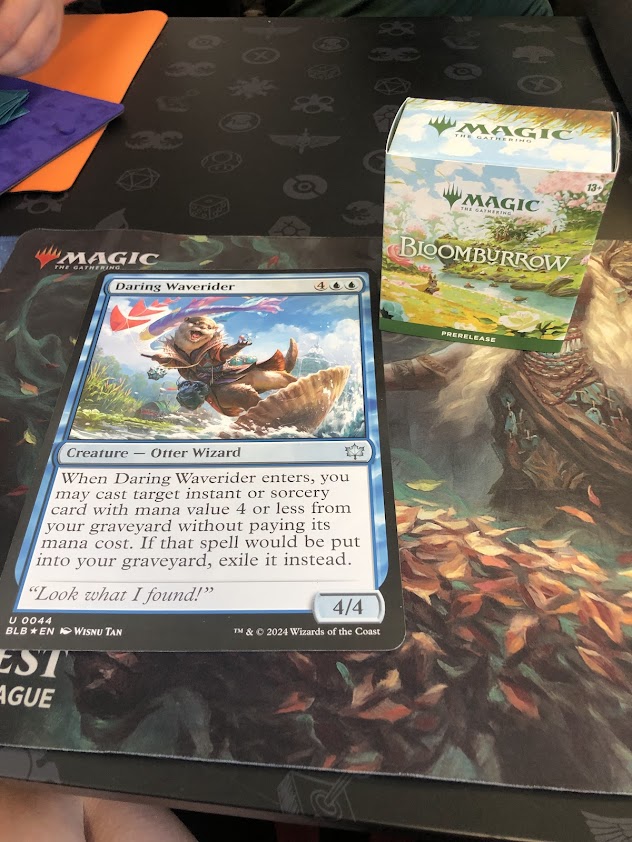 MAGIC
THE GATHERING
MAGIC
THE GATHERING
13+
BLOOMBURROW
PRERELEASE
MAGIC
THE GATHERING
Daring Waverider 4
Creature — Otter Wizard
When Daring Waverider enters, you
may cast target instant or sorcery
card with mana value 4 or less from
your graveyard without paying its
mana cost. If that spell would be put
into your graveyard, exile it instead.
“Look what I found!”
4/4
U 0044
BLB★EN Wisnu Tan
™ & © 2024 Wizards of the Coast
EST
AGUE